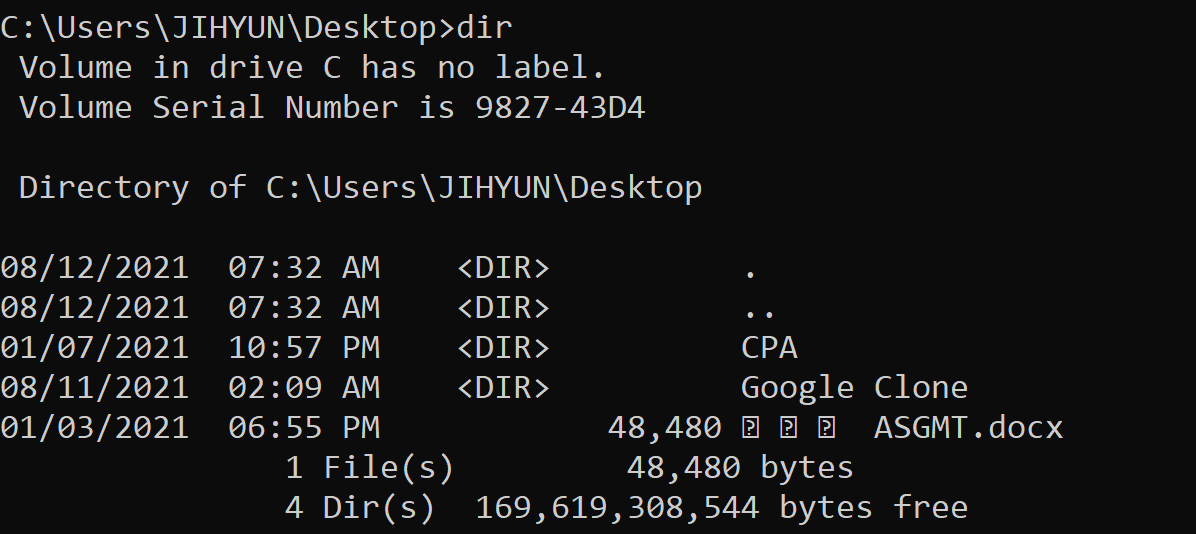 C:\Users\JIHYUN\Desktop>dir
Volume in drive C has no label.
Volume Serial Number is 9827-43D4
Directory of C:\Users\JIHYUN\Desktop
08/12/2021 07:32 AM <DIR> .
08/12/2021 07:32 AM <DIR> ..
01/07/2021 10:57 PM <DIR> CPA
08/11/2021 02:09 AM <DIR> Google Clone
01/03/2021 06:55 PM 48,480 ⍰ ⍰ ⍰ ASGMT.docx
1 File(s) 48,480 bytes
4 Dir(s) 169,619,308,544 bytes free